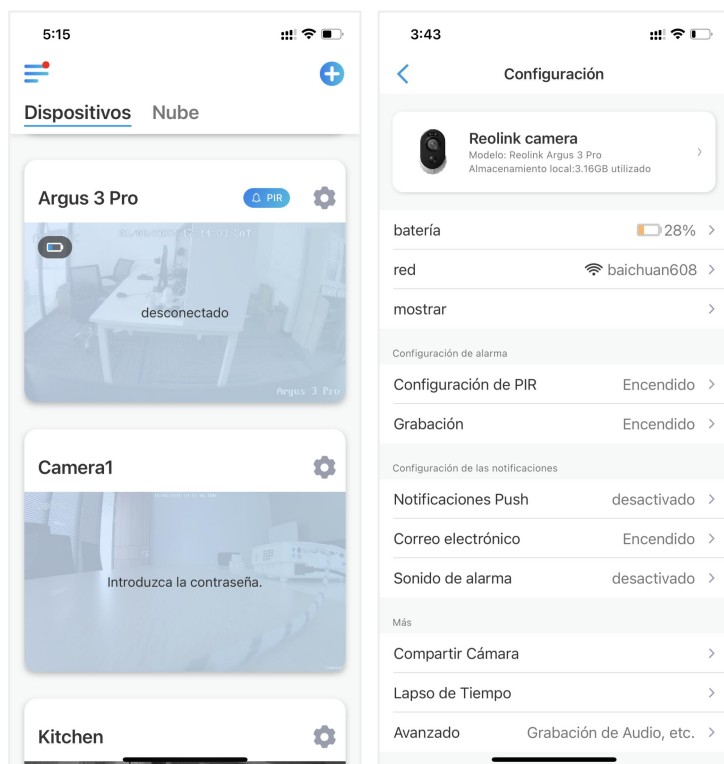 5:15
Dispositivos Nube
Argus 3 Pro
PIR
desconectado
Argus 3 Pro
Camera1
Introduzca la contraseña.
Kitchen
3:43
Configuración
Reolink camera
Modelo: Reolink Argus 3 Pro
Almacenamiento local:3.16GB utilizado
batería 28%
red baichuan608
mostrar
Configuración de alarma
Configuración de PIR Encendido
Grabación Encendido
Configuración de las notificaciones
Notificaciones Push desactivado
Correo electrónico Encendido
Sonido de alarma desactivado
Más
Compartir Cámara
Lapso de Tiempo
Avanzado Grabación de Audio, etc.